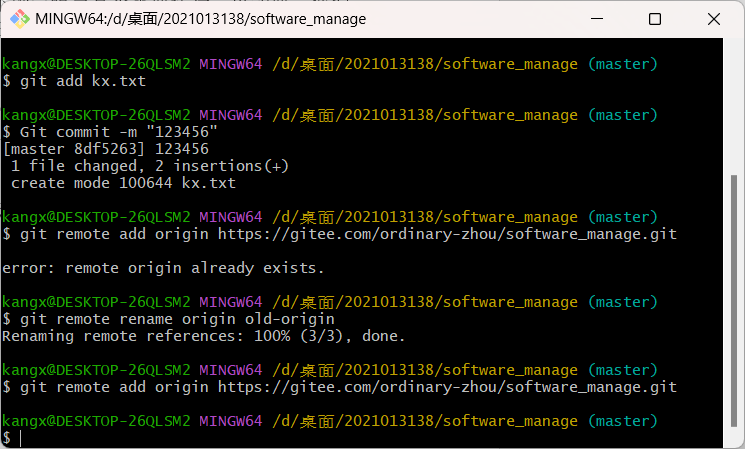 MINGW64:/d/桌面/2021013138/software_manage
kangx@DESKTOP-26QLSM2 MINGW64 /d/桌面/2021013138/software_manage (master)
$ git add kx.txt
kangx@DESKTOP-26QLSM2 MINGW64 /d/桌面/2021013138/software_manage (master)
$ Git commit -m "123456"
[master 8df5263] 123456
 1 file changed, 2 insertions(+)
 create mode 100644 kx.txt
kangx@DESKTOP-26QLSM2 MINGW64 /d/桌面/2021013138/software_manage (master)
$ git remote add origin https://gitee.com/ordinary-zhou/software_manage.git
error: remote origin already exists.
kangx@DESKTOP-26QLSM2 MINGW64 /d/桌面/2021013138/software_manage (master)
$ git remote rename origin old-origin
Renaming remote references: 100% (3/3), done.
kangx@DESKTOP-26QLSM2 MINGW64 /d/桌面/2021013138/software_manage (master)
$ git remote add origin https://gitee.com/ordinary-zhou/software_manage.git
kangx@DESKTOP-26QLSM2 MINGW64 /d/桌面/2021013138/software_manage (master)
$